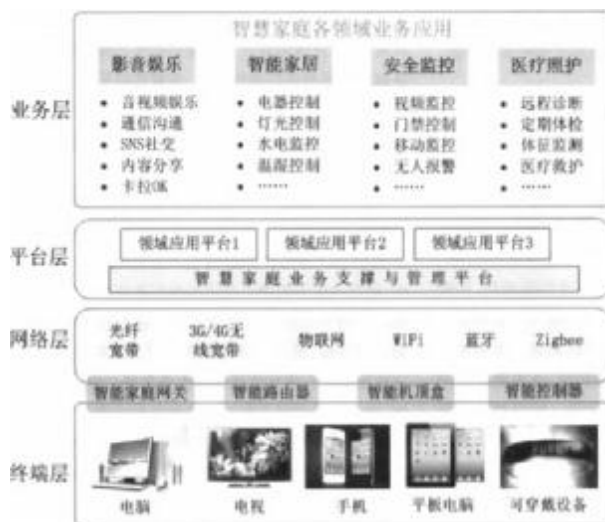 智慧家庭各领域业务应用
业务层
影音娱乐 智能家居 安全监控 医疗照护
• 音视频娱乐 • 电器控制 • 视频监控 • 远程诊断
• 通信沟通 • 灯光控制 • 门禁控制 • 定期体检
• SNS社交 • 水电监控 • 移动监控 • 体征监测
• 内容分享 • 温湿控制 • 无人报警 • 医疗救护
• 卡拉OK • …… • …… • ……
平台层
领域应用平台1 领域应用平台2 领域应用平台3
智慧家庭业务支撑与管理平台
网络层
光纤 3G/4G无
宽带 线宽带 物联网 WiFi 蓝牙 Zigbee
智能家庭网关 智能路由器 智能机顶盒 智能控制器
终端层
电脑 电视 手机 平板电脑 可穿戴设备